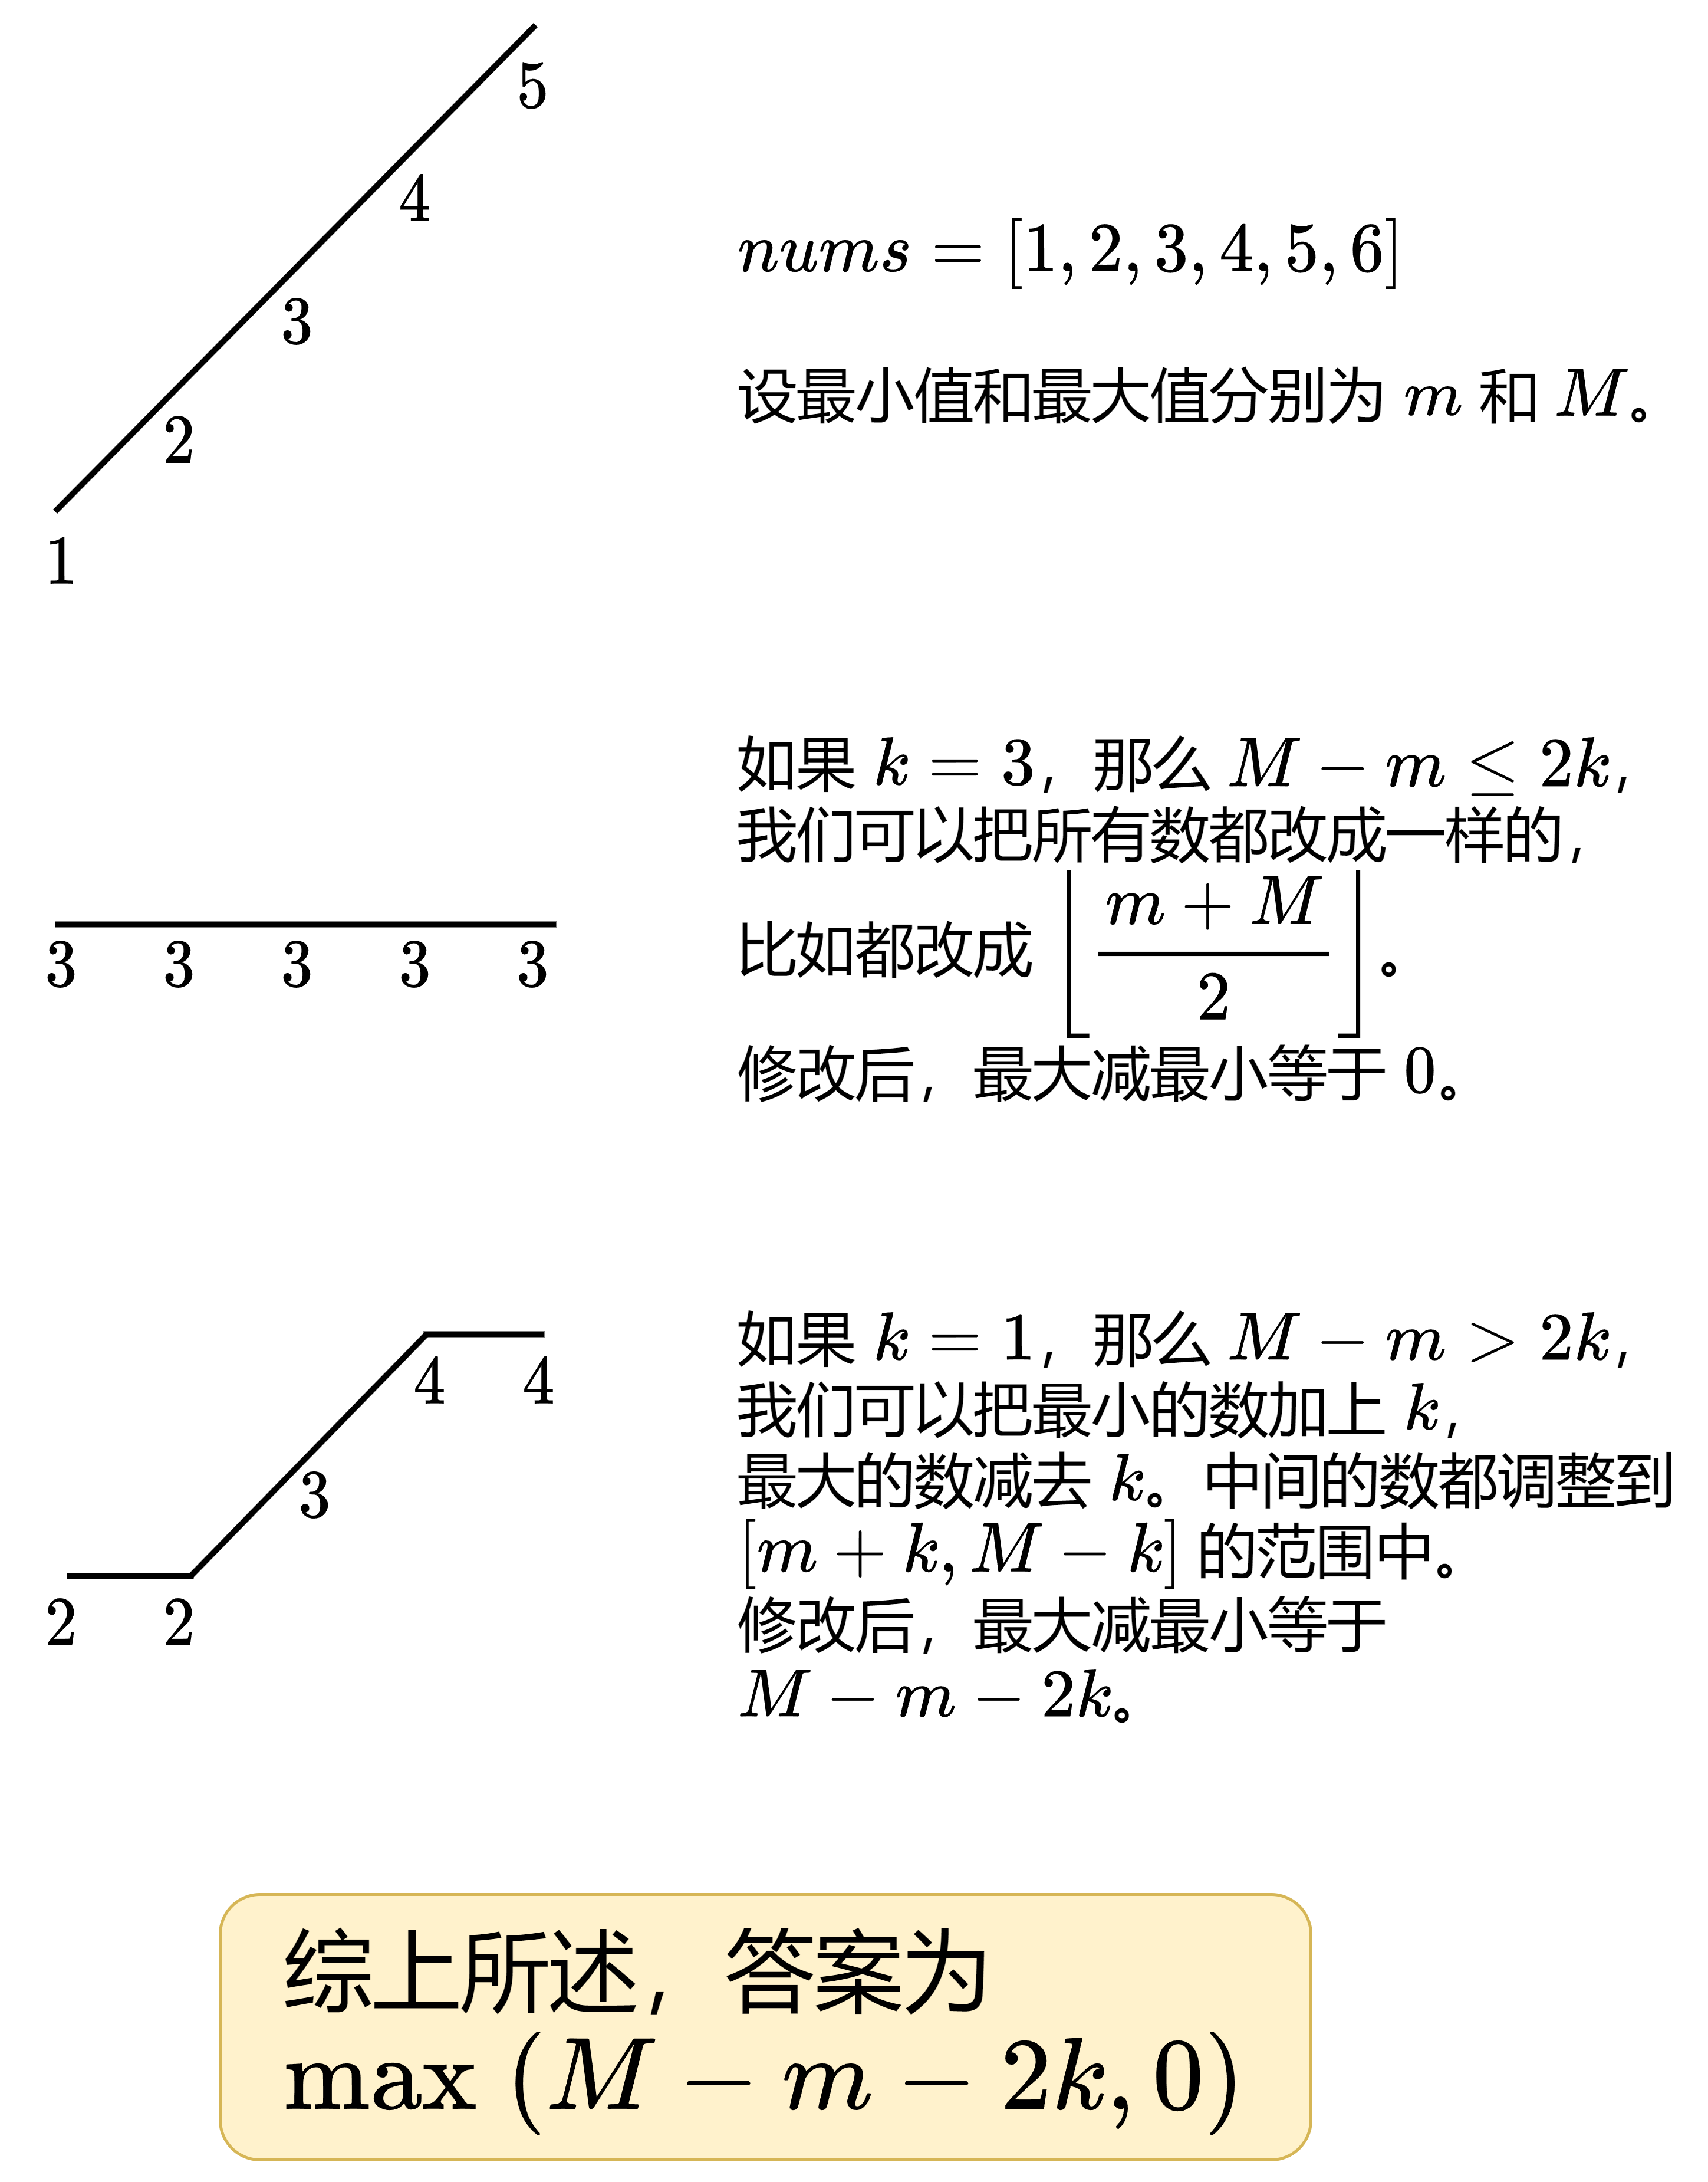 5
4
3
2
1
nums = [1, 2, 3, 4, 5, 6]
设最小值和最大值分别为 m 和 M。
如果 k = 3，那么 M − m ≤ 2k，
我们可以把所有数都改成一样的，
比如都改成 ⌊(m + M)/2⌋。
修改后，最大减最小等于 0。
3 3 3 3 3
如果 k = 1，那么 M − m > 2k，
我们可以把最小的数加上 k，
最大的数减去 k。中间的数都调整到
[m + k, M − k] 的范围中。
修改后，最大减最小等于
M − m − 2k。
4 4
3
2 2
综上所述，答案为
max (M − m − 2k, 0)